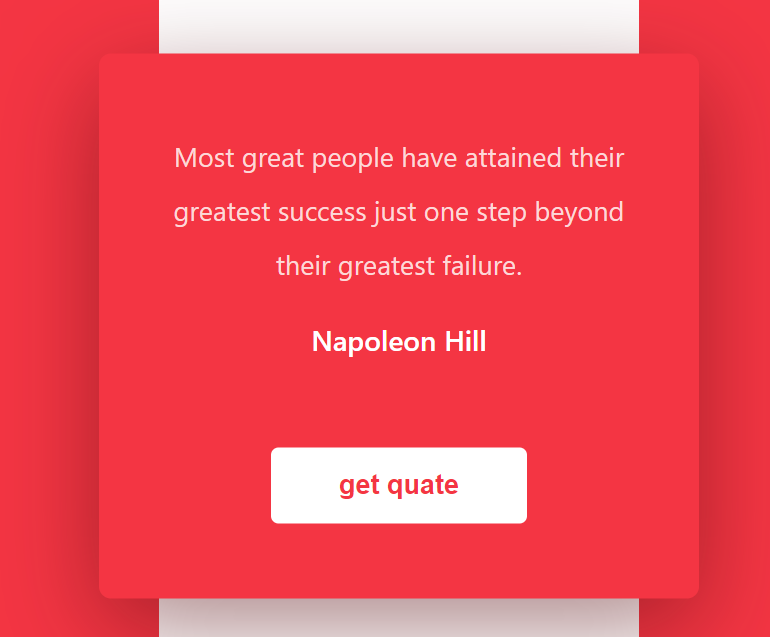 Most great people have attained their
greatest success just one step beyond
their greatest failure.
Napoleon Hill
get quate